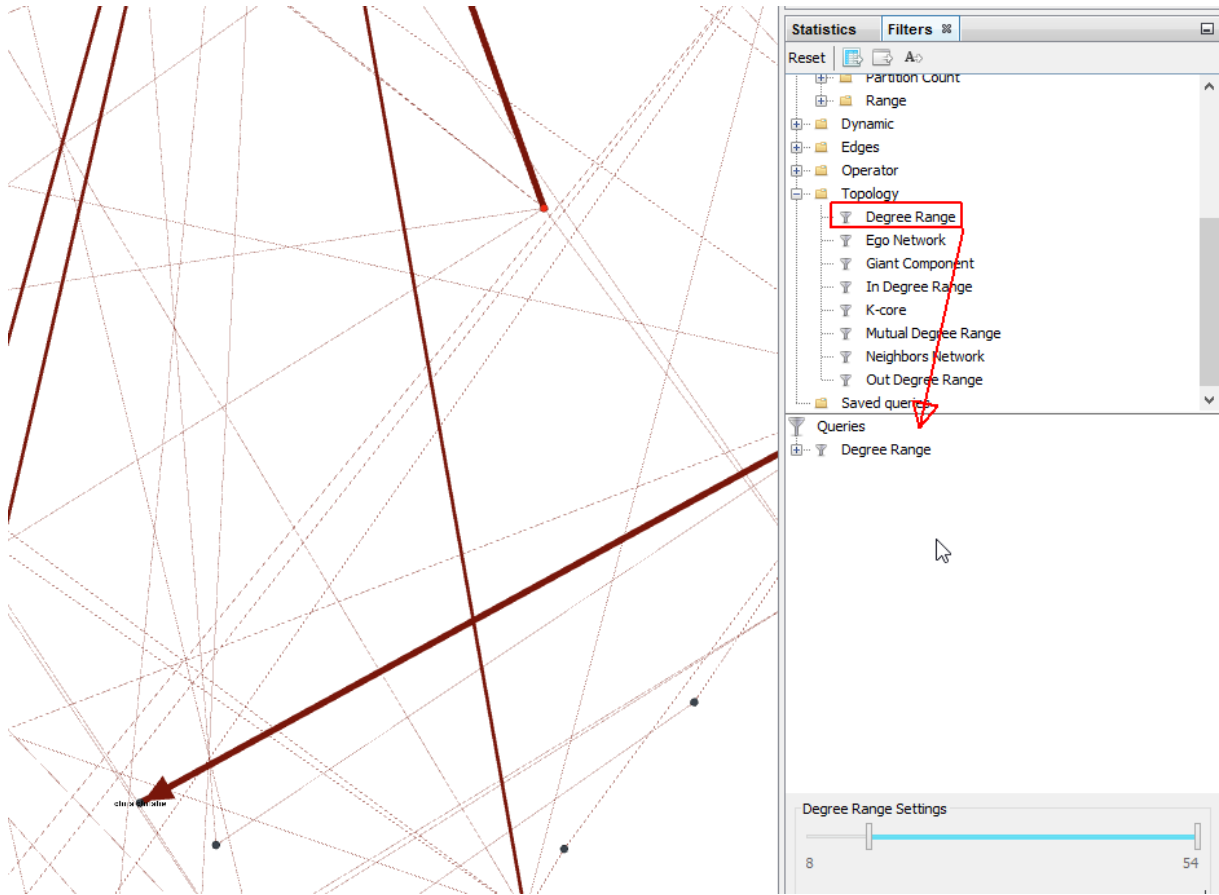 Statistics Filters
Reset A
Partition Count
Range
Dynamic
Edges
Operator
Topology
Degree Range
Ego Network
Giant Component
In Degree Range
K-core
Mutual Degree Range
Neighbors Network
Out Degree Range
Saved queries
Queries
Degree Range
Degree Range Settings
8 54